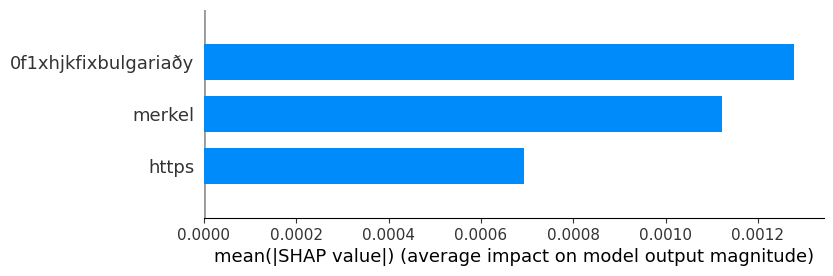 0f1xhjkfixbulgariaðy
merkel
https
0.0000 0.0002 0.0004 0.0006 0.0008 0.0010 0.0012
mean(|SHAP value|) (average impact on model output magnitude)